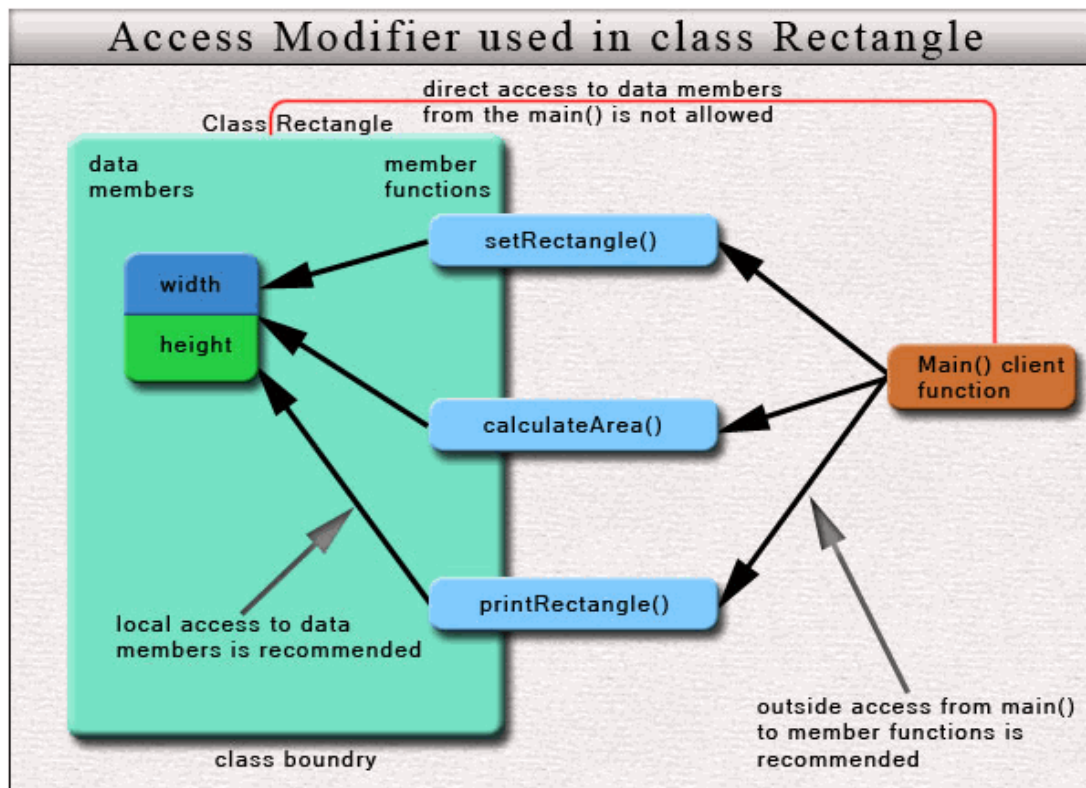 Access Modifier used in class Rectangle
direct access to data members
from the main() is not allowed
Class Rectangle
data
members
member
functions
setRectangle()
width
height
Main() client
function
calculateArea()
printRectangle()
local access to data
members is recommended
outside access from main()
to member functions is
recommended
class boundry